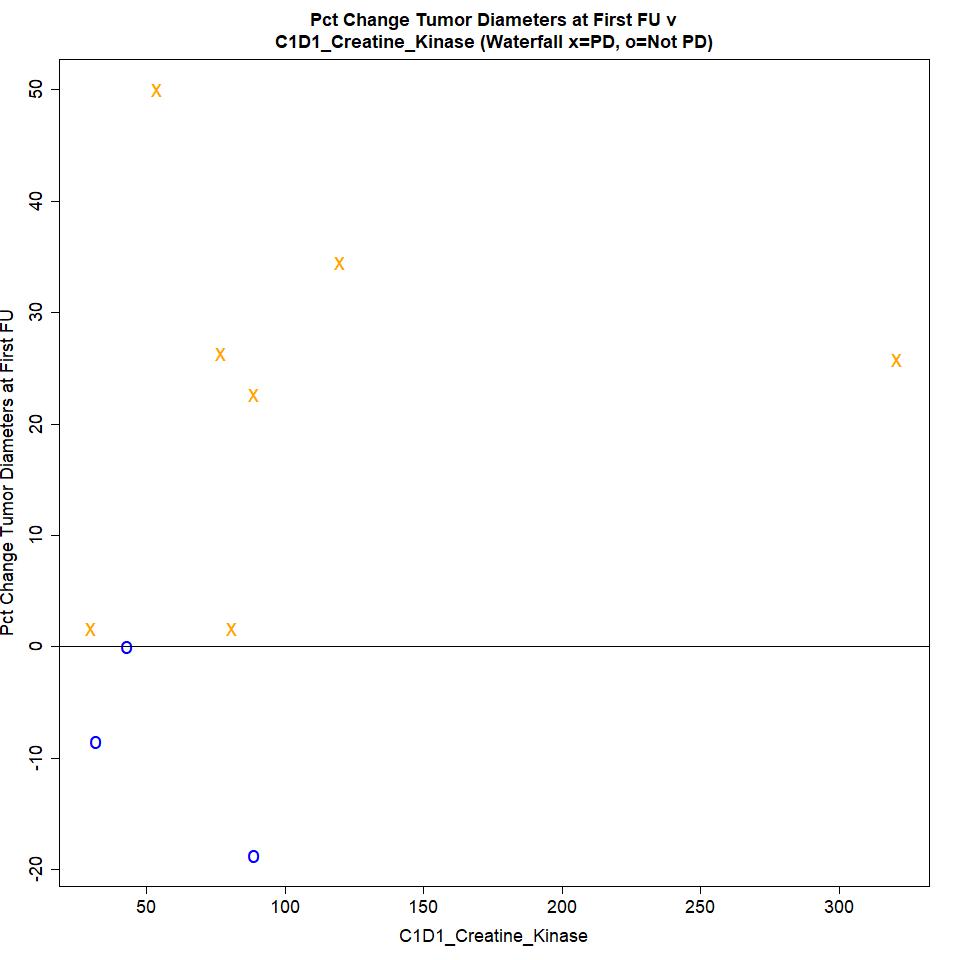 Pct Change Tumor Diameters at First FU v
C1D1_Creatine_Kinase (Waterfall x=PD, o=Not PD)
Pct Change Tumor Diameters at First FU
50
40
30
20
10
0
-10
-20
X
X
X
X
X
X
X
O
O
O
50
100
150
200
250
300
C1D1_Creatine_Kinase